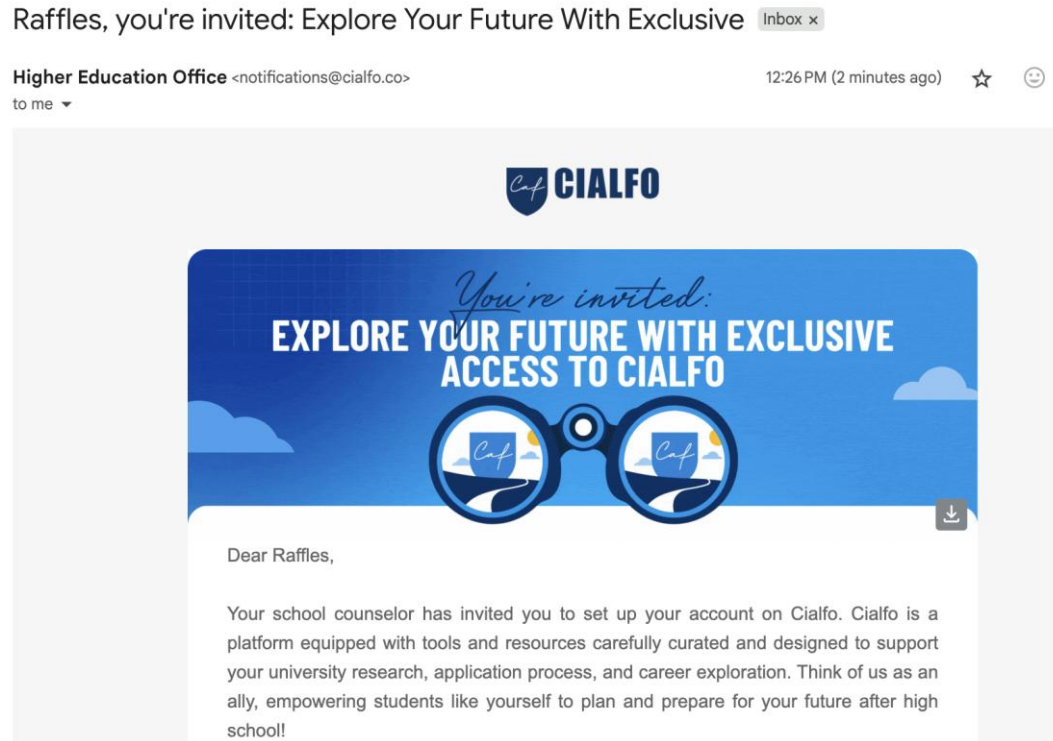 Raffles, you're invited: Explore Your Future With Exclusive Inbox ×
Higher Education Office <notifications@cialfo.co> 12:26 PM (2 minutes ago)
to me
Caf CIALFO
You're invited:
EXPLORE YOUR FUTURE WITH EXCLUSIVE
ACCESS TO CIALFO
Caf Caf
Dear Raffles,
Your school counselor has invited you to set up your account on Cialfo. Cialfo is a
platform equipped with tools and resources carefully curated and designed to support
your university research, application process, and career exploration. Think of us as an
ally, empowering students like yourself to plan and prepare for your future after high
school!